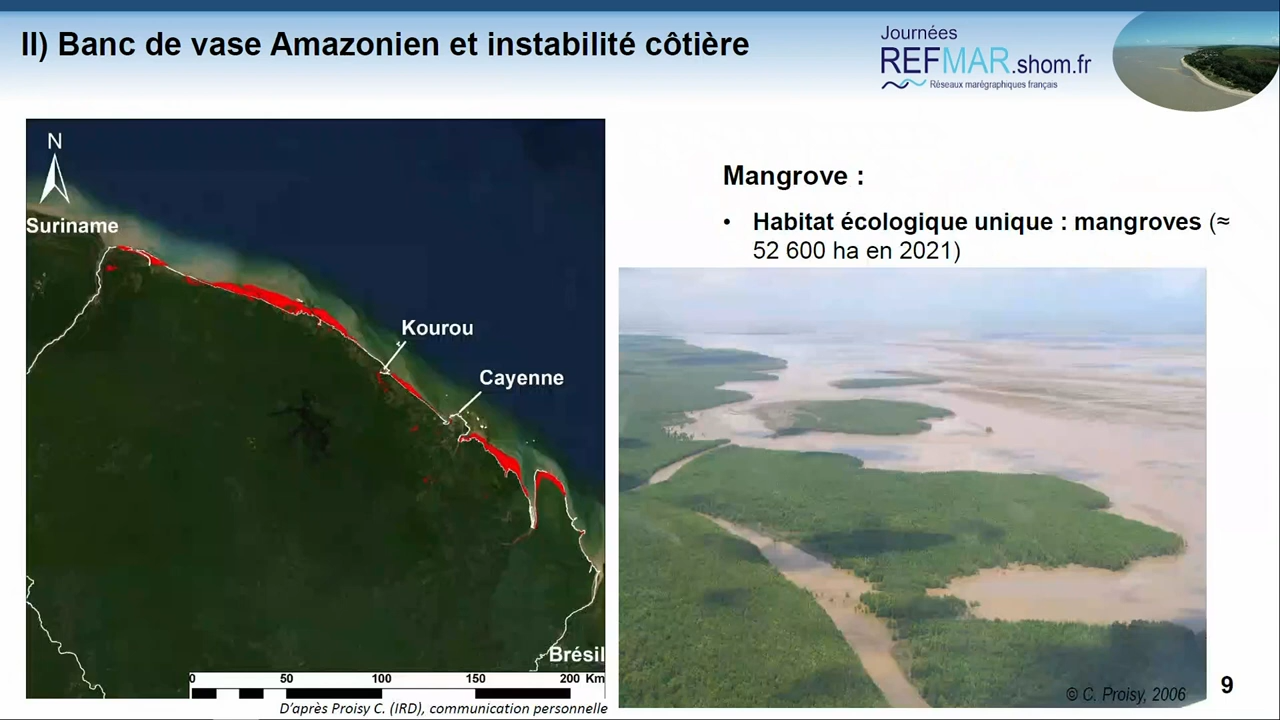 II) Banc de vase Amazonien et instabilité côtière
Journées
REFMAR.shom.fr
Réseaux marégraphiques français
N
Suriname
Kourou
Cayenne
Brésil
0 50 100 150 200 Km
D'après Proisy C. (IRD), communication personnelle
Mangrove :
• Habitat écologique unique : mangroves (≈
52 600 ha en 2021)
© C. Proisy, 2006
9